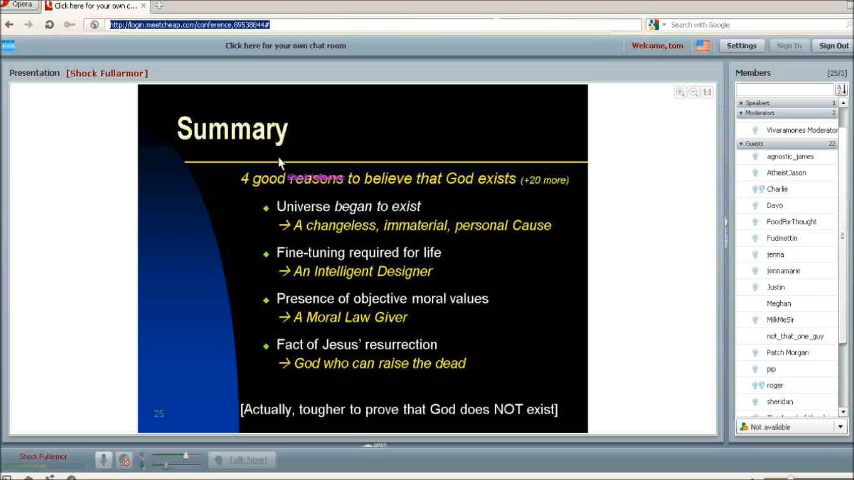 Opera
Click here for your own chat roo...
http://login.meetcheap.com/conference,89538844#
Search with Google
Click here for your own chat room
Welcome, tom
Settings
Sign In
Sign Out
Presentation [Shock Fullarmor]
Members [25/3]
Summary
4 good reasons to believe that God exists (+20 more)
Universe began to exist
→ A changeless, immaterial, personal Cause
Fine-tuning required for life
→ An Intelligent Designer
Presence of objective moral values
→ A Moral Law Giver
Fact of Jesus' resurrection
→ God who can raise the dead
25
[Actually, tougher to prove that God does NOT exist]
Speakers 1
Moderators
Vivaramones Moderator
Guests 22
agnostic_james
AtheistJason
Charlie
Davo
FoodForThought
Fudmottin
jenna
jennamarie
Justin
Meghan
MilkMeSir
not_that_one_guy
Patch Morgan
pip
roger
sheridan
Not available
Shock Fullarmor
Talk Now!